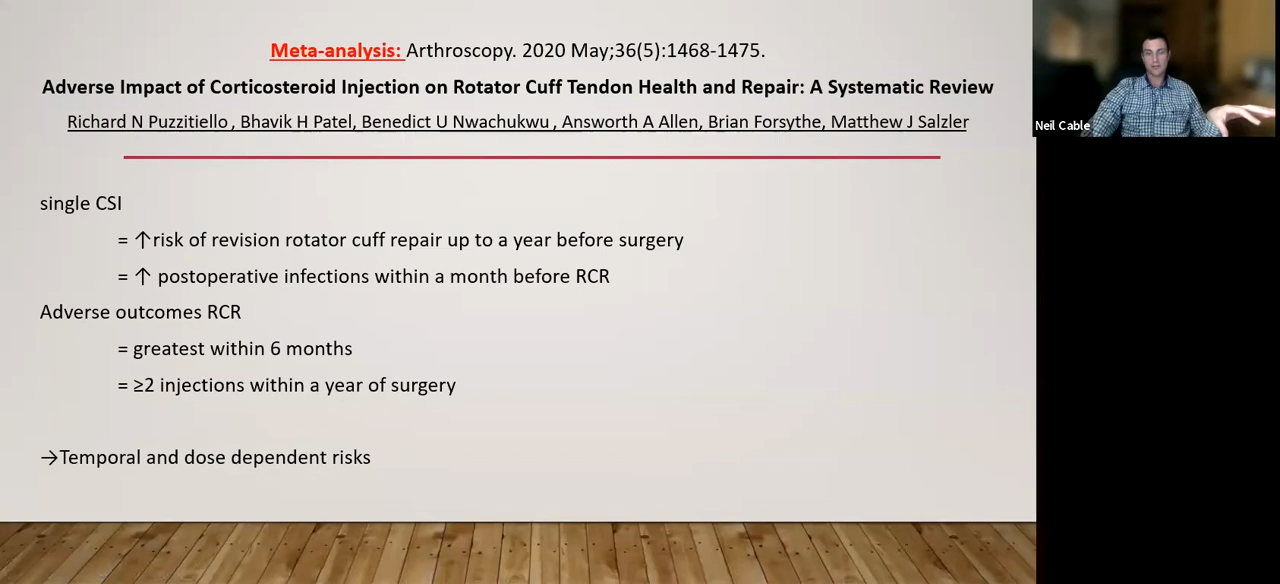 Meta-analysis: Arthroscopy. 2020 May;36(5):1468-1475.
Adverse Impact of Corticosteroid Injection on Rotator Cuff Tendon Health and Repair: A Systematic Review
Richard N Puzzitiello , Bhavik H Patel, Benedict U Nwachukwu , Answorth A Allen, Brian Forsythe, Matthew J Salzler
single CSI
= ↑risk of revision rotator cuff repair up to a year before surgery
= ↑ postoperative infections within a month before RCR
Adverse outcomes RCR
= greatest within 6 months
= ≥2 injections within a year of surgery
→Temporal and dose dependent risks
Neil Cable